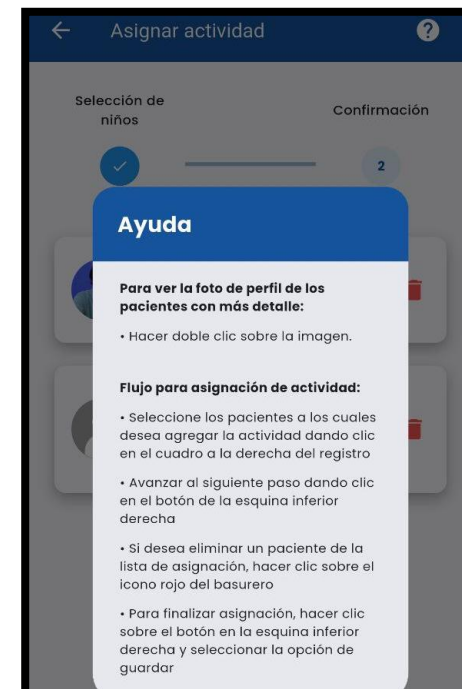 Asignar actividad
?
Selección de
niños
Confirmación
2
Ayuda
Para ver la foto de perfil de los
pacientes con más detalle:
• Hacer doble clic sobre la imagen.
Flujo para asignación de actividad:
• Seleccione los pacientes a los cuales
desea agregar la actividad dando clic
en el cuadro a la derecha del registro
• Avanzar al siguiente paso dando clic
en el botón de la esquina inferior
derecha
• Si desea eliminar un paciente de la
lista de asignación, hacer clic sobre el
icono rojo del basurero
• Para finalizar asignación, hacer clic
sobre el botón en la esquina inferior
derecha y seleccionar la opción de
guardar